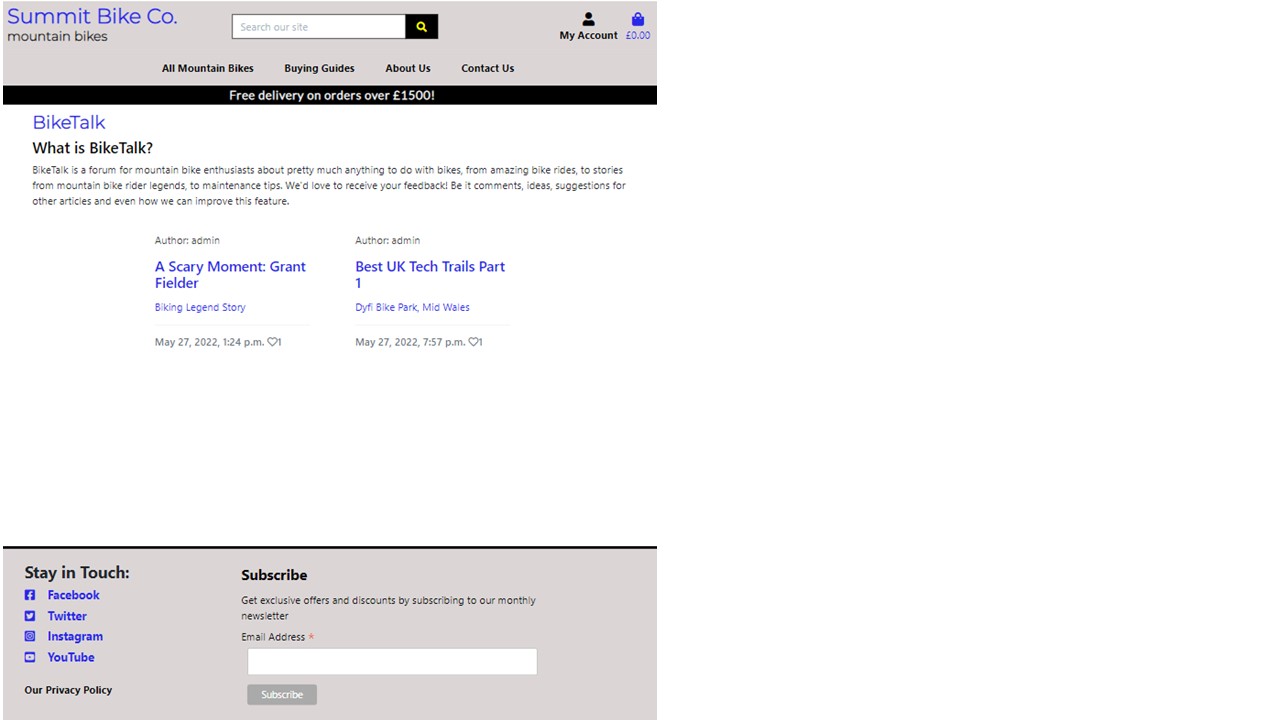 Summit Bike Co.
mountain bikes
Search our site
My Account
£0.00
All Mountain Bikes
Buying Guides
About Us
Contact Us
Free delivery on orders over £1500!
BikeTalk
What is BikeTalk?
BikeTalk is a forum for mountain bike enthusiasts about pretty much anything to do with bikes, from amazing bike rides, to stories
from mountain bike rider legends, to maintenance tips. We'd love to receive your feedback! Be it comments, ideas, suggestions for
other articles and even how we can improve this feature.
Author: admin
A Scary Moment: Grant
Fielder
Biking Legend Story
May 27, 2022, 1:24 p.m. ♡1
Author: admin
Best UK Tech Trails Part
1
Dyfi Bike Park, Mid Wales
May 27, 2022, 7:57 p.m. ♡1
Stay in Touch:
Facebook
Twitter
Instagram
YouTube
Our Privacy Policy
Subscribe
Get exclusive offers and discounts by subscribing to our monthly
newsletter
Email Address *
Subscribe